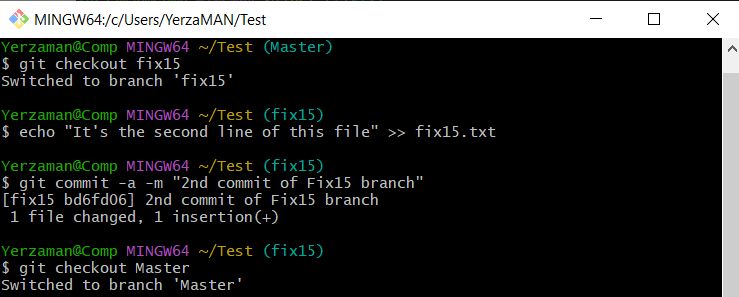 MINGW64:/c/Users/YerzaMAN/Test
Yerzaman@Comp MINGW64 ~/Test (Master)
$ git checkout fix15
Switched to branch 'fix15'
Yerzaman@Comp MINGW64 ~/Test (fix15)
$ echo "It's the second line of this file" >> fix15.txt
Yerzaman@Comp MINGW64 ~/Test (fix15)
$ git commit -a -m "2nd commit of Fix15 branch"
[fix15 bd6fd06] 2nd commit of Fix15 branch
 1 file changed, 1 insertion(+)
Yerzaman@Comp MINGW64 ~/Test (fix15)
$ git checkout Master
Switched to branch 'Master'